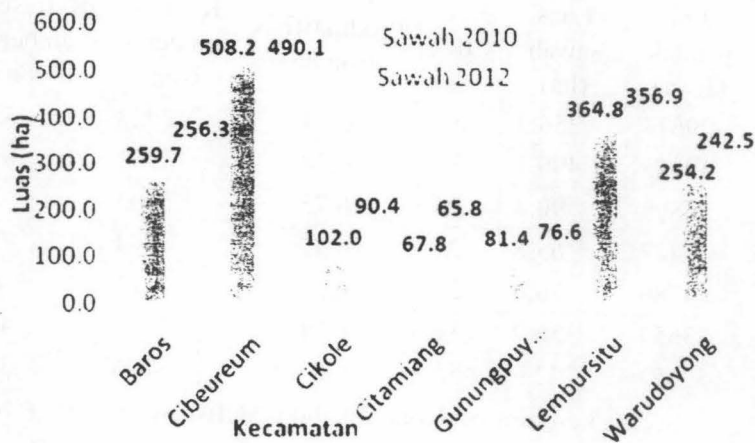 600.0
500.0
400.0
300.0
200.0
100.0
0.0
Luas (ha)
Sawah 2010
Sawah 2012
259.7 256.3
508.2 490.1
102.0 90.4
67.8 65.8
81.4 76.6
364.8 356.9
254.2 242.5
Baros
Cibeureum
Cikole
Citamiang
Gunungpuy...
Lembursitu
Warudoyong
Kecamatan